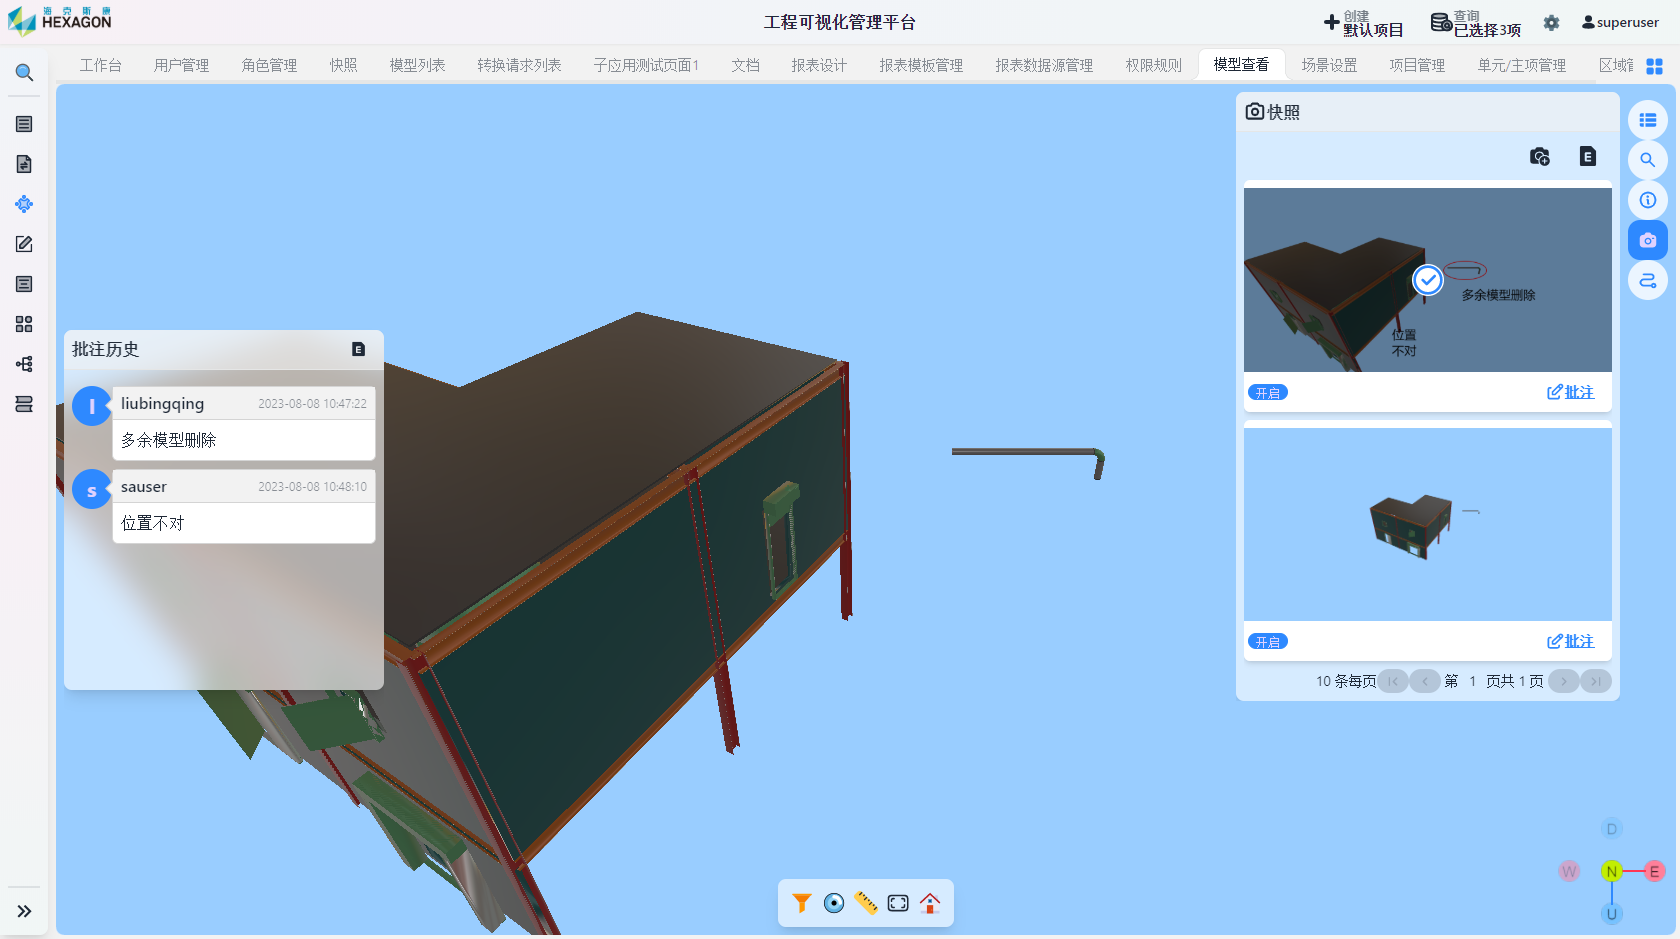 海克斯康
HEXAGON
工程可视化管理平台
创建
默认项目
查询
已选择3项
superuser
工作台
用户管理
角色管理
快照
模型列表
转换请求列表
子应用测试页面1
文档
报表设计
报表模板管理
报表数据源管理
权限规则
模型查看
场景设置
项目管理
单元/主项管理
区域
批注历史
E
l
liubingqing
2023-08-08 10:47:22
多余模型删除
s
sauser
2023-08-08 10:48:10
位置不对
快照
E
多余模型删除
位置
不对
开启
批注
开启
批注
10 条每页
第 1 页共 1 页
D
W
N
E
U